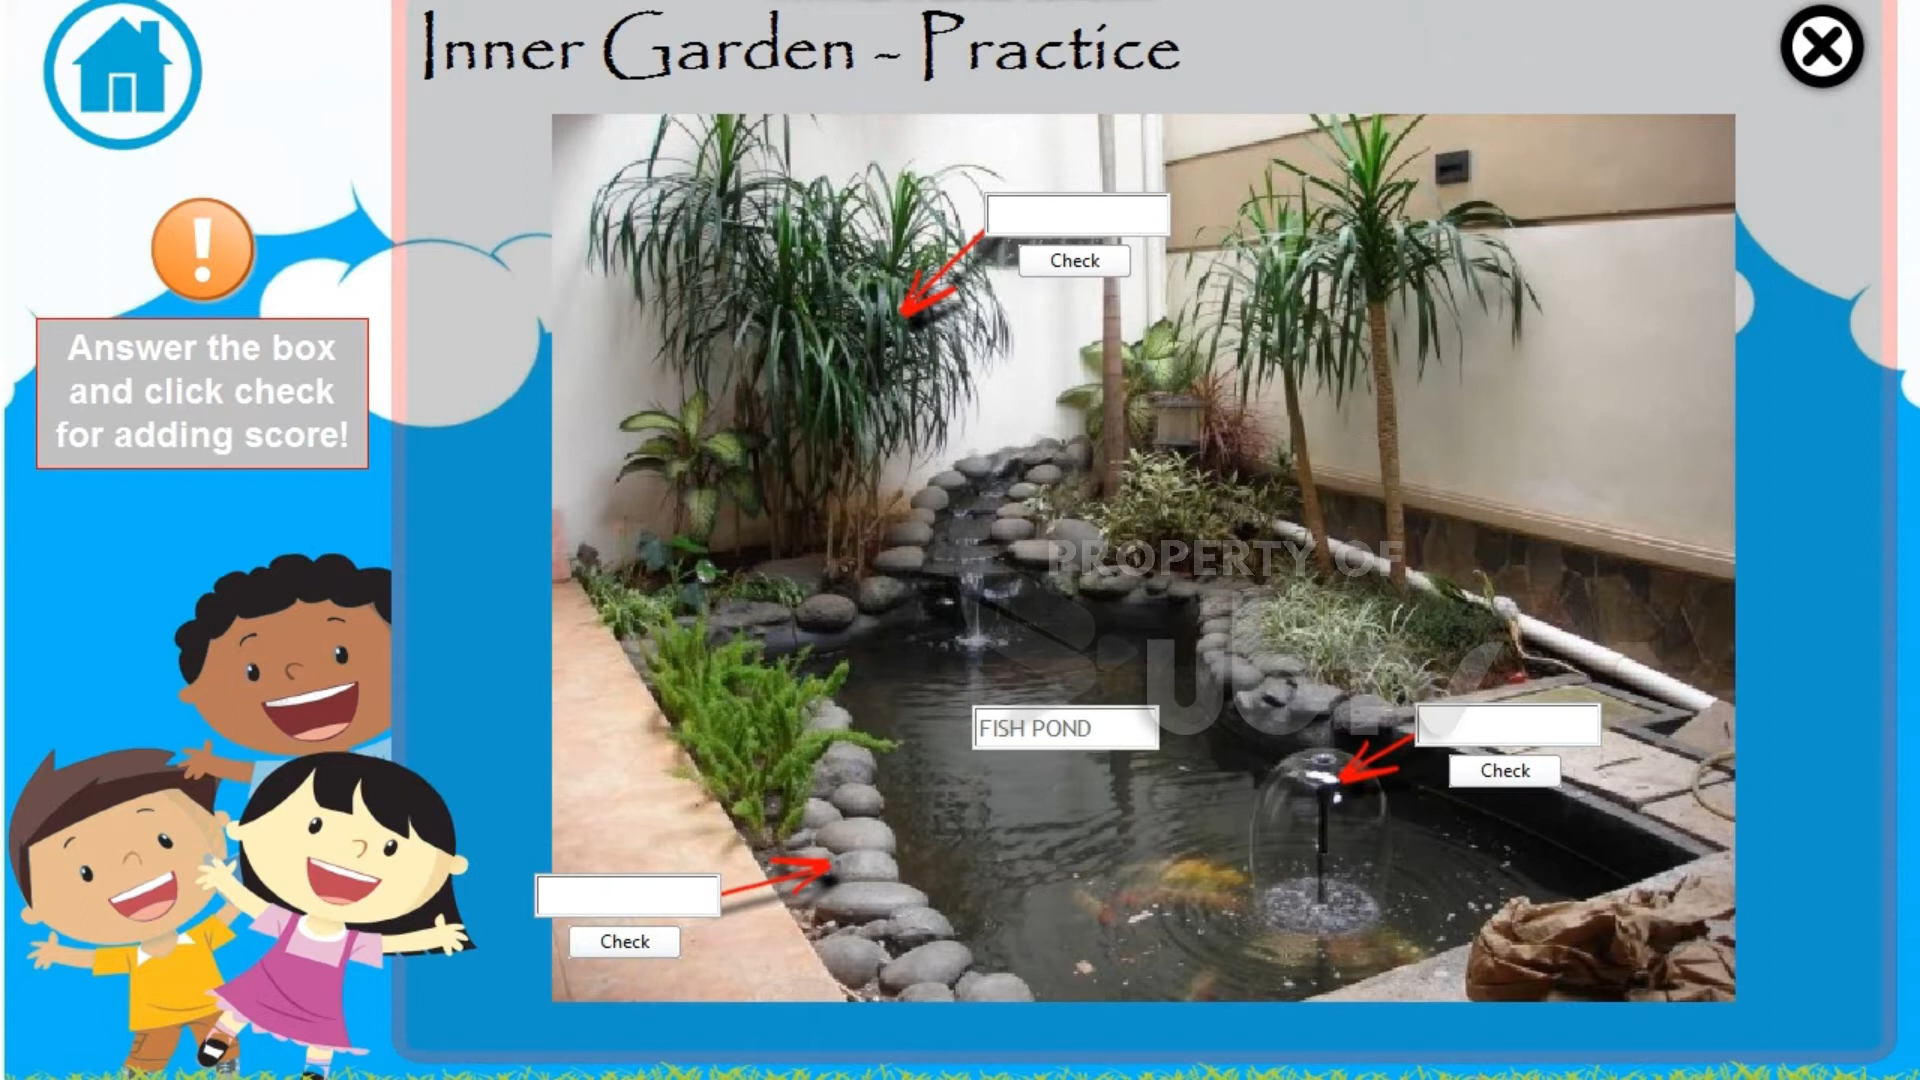 Inner Garden - Practice
Answer the box
and click check
for adding score!
Check
PROPERTY OF
FISH POND
Check
Check